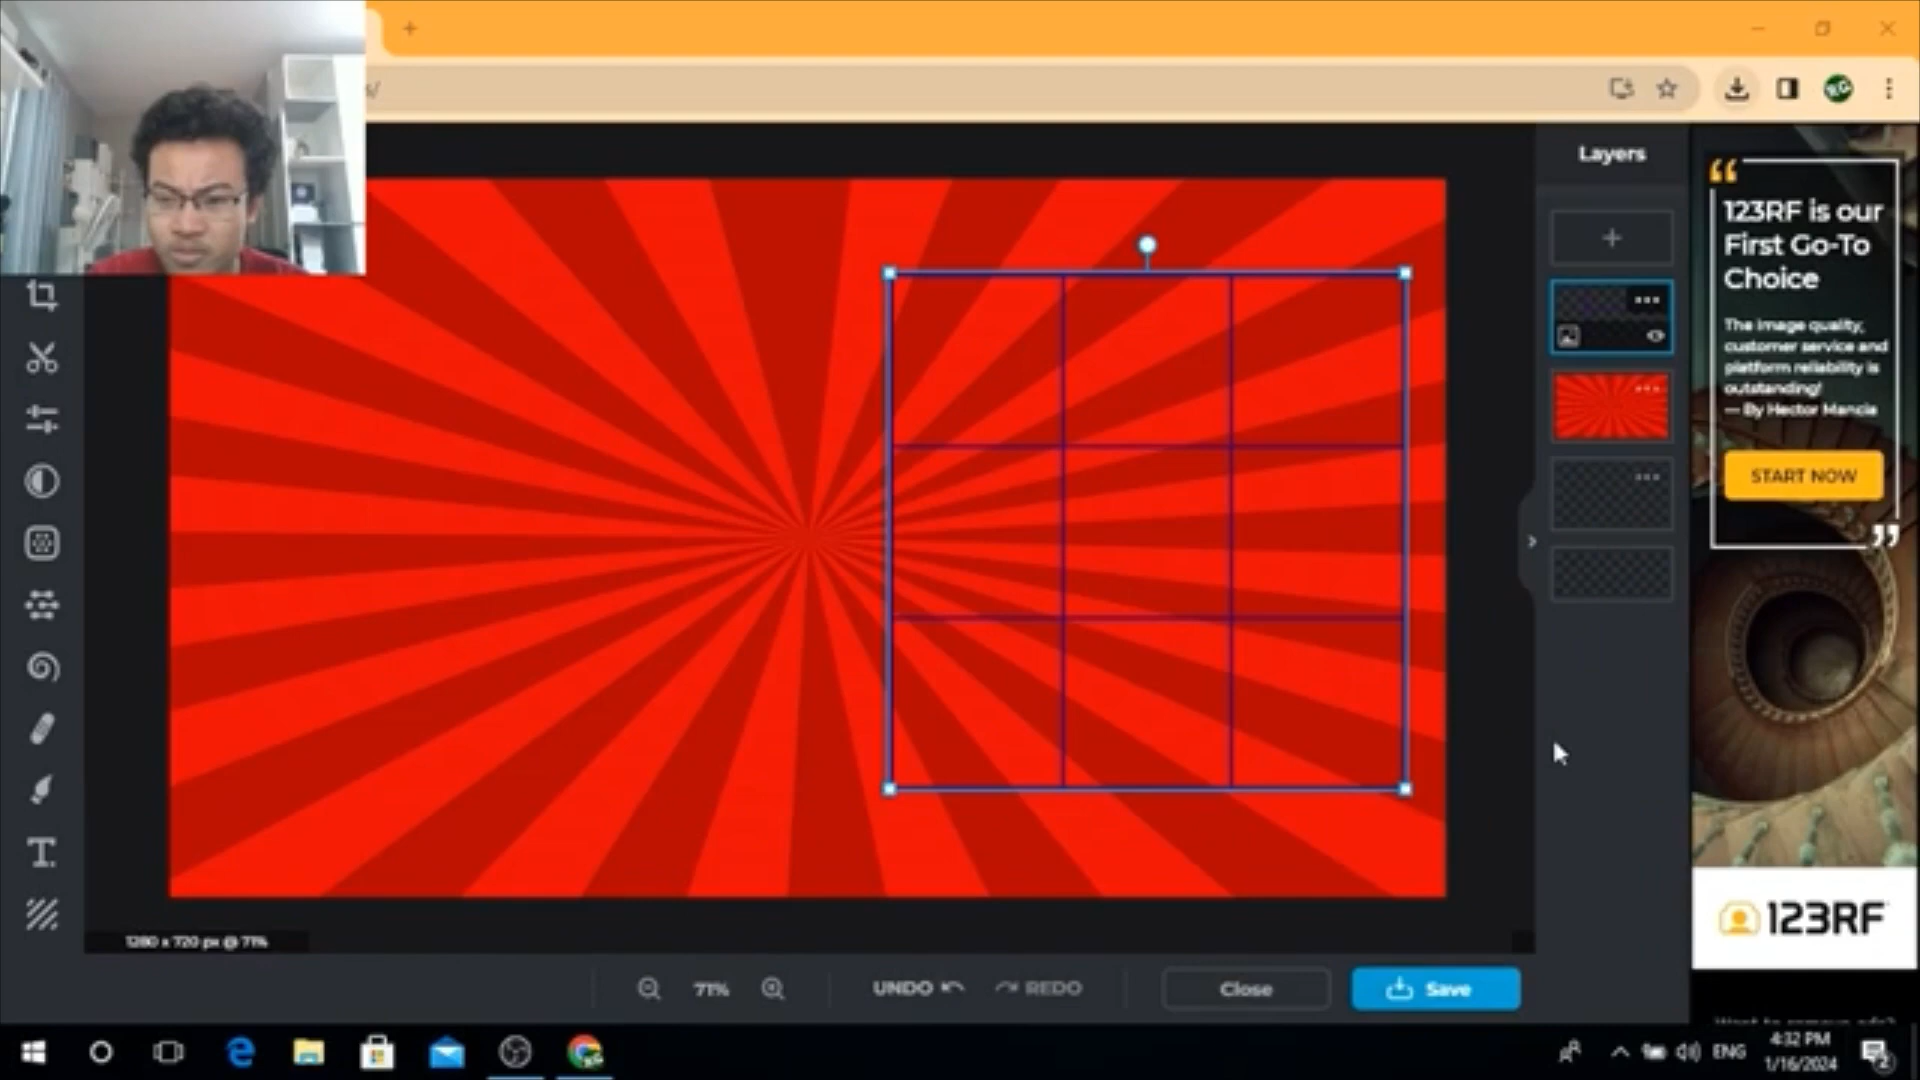 s/
Layers
“
123RF is our
First Go-To
Choice
The image quality,
customer service and
platform reliability is
outstanding!
— By Hector Mancia
START NOW
”
123RF
1280 x 720 px @ 71%
71%
UNDO
REDO
Close
Save
ENG
4:32 PM
1/16/2024
2